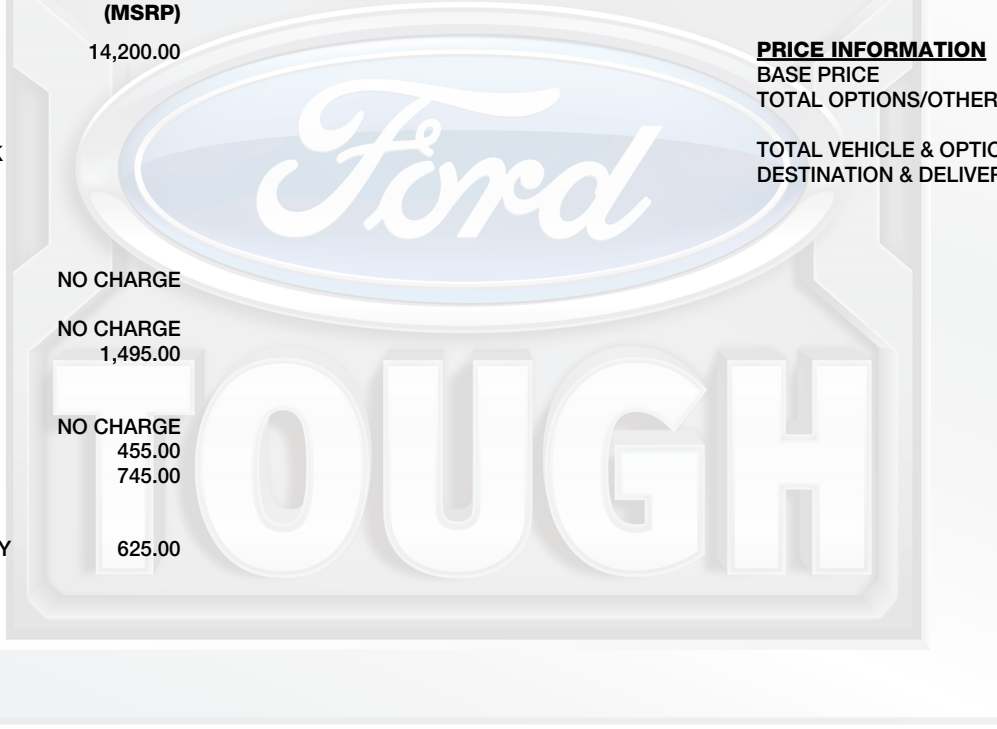 (MSRP)
14,200.00
K
NO CHARGE
NO CHARGE
1,495.00
NO CHARGE
455.00
745.00
Y
625.00
PRICE INFORMATION
BASE PRICE
TOTAL OPTIONS/OTHER
TOTAL VEHICLE & OPTIO
DESTINATION & DELIVER
Ford
TOUGH